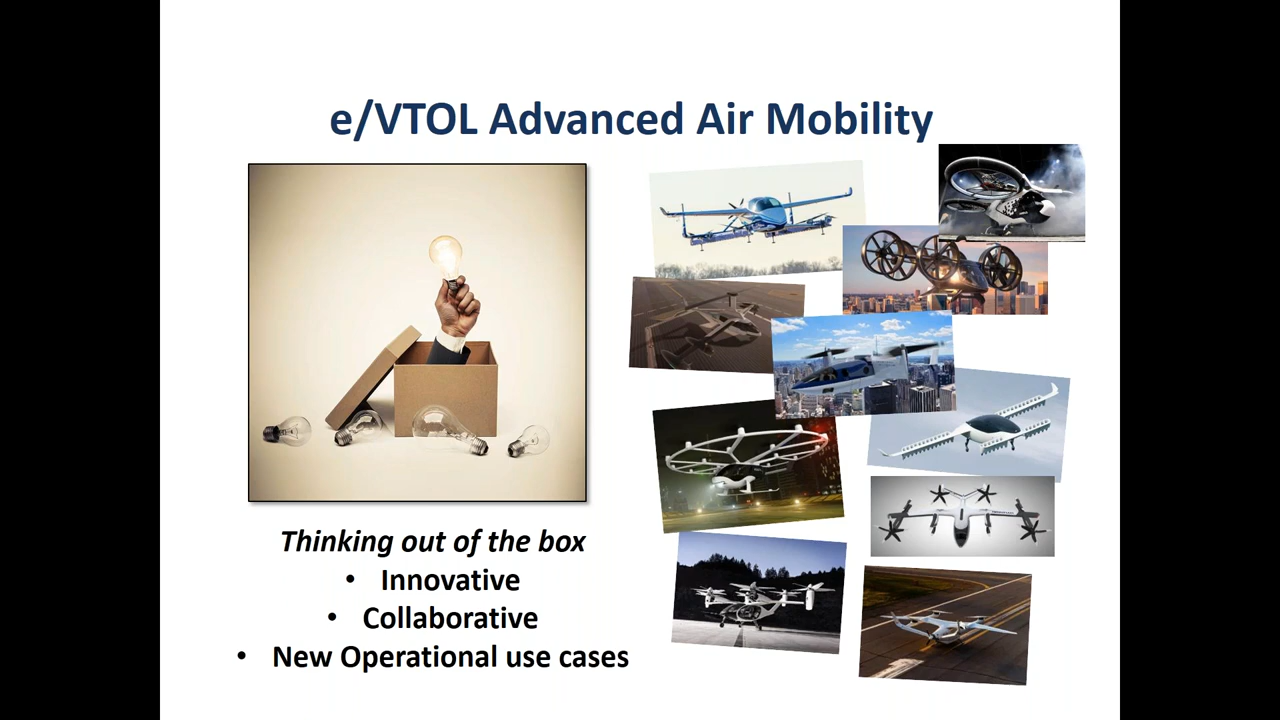 e/VTOL Advanced Air Mobility
Thinking out of the box
• Innovative
• Collaborative
• New Operational use cases